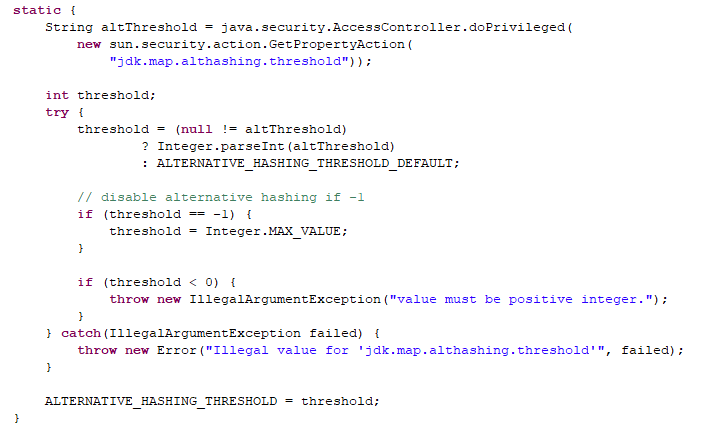 static {
    String altThreshold = java.security.AccessController.doPrivileged(
        new sun.security.action.GetPropertyAction(
            "jdk.map.althashing.threshold"));

    int threshold;
    try {
        threshold = (null != altThreshold)
                ? Integer.parseInt(altThreshold)
                : ALTERNATIVE_HASHING_THRESHOLD_DEFAULT;

        // disable alternative hashing if -1
        if (threshold == -1) {
            threshold = Integer.MAX_VALUE;
        }

        if (threshold < 0) {
            throw new IllegalArgumentException("value must be positive integer.");
        }
    } catch(IllegalArgumentException failed) {
        throw new Error("Illegal value for 'jdk.map.althashing.threshold'", failed);
    }

    ALTERNATIVE_HASHING_THRESHOLD = threshold;
}